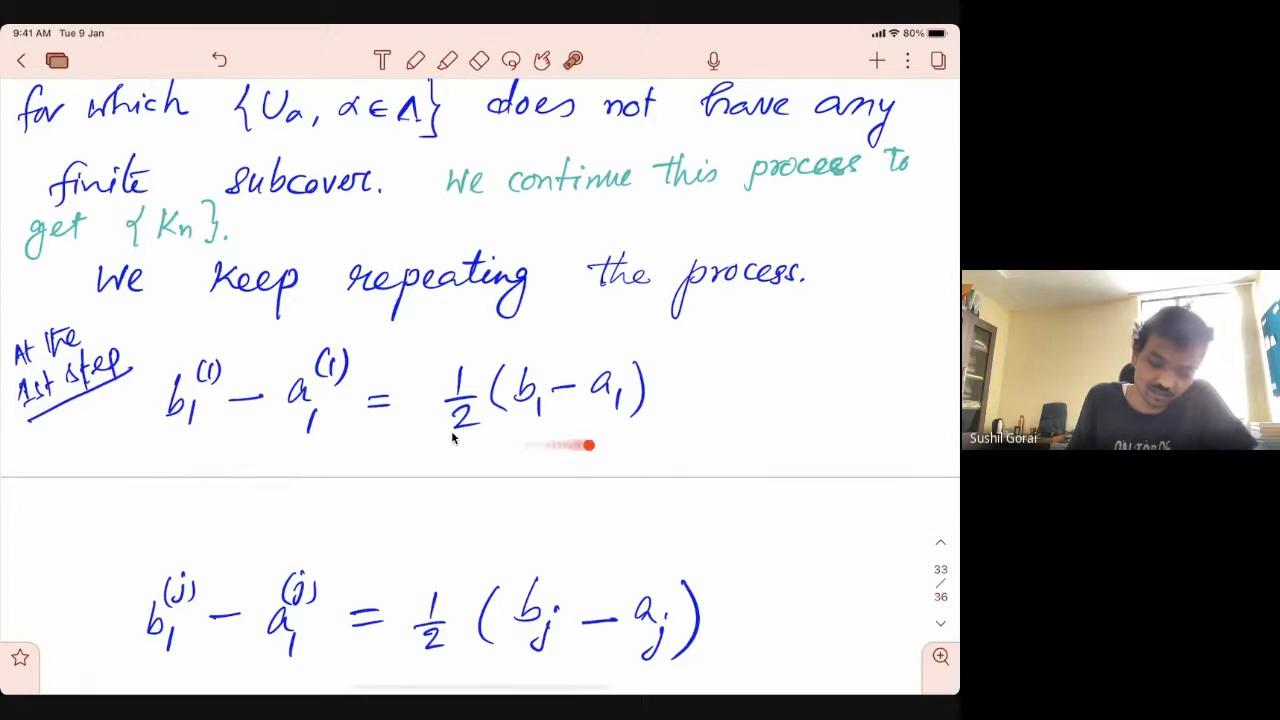 9:41 AM Tue 9 Jan
80%
T
for which {Uα, α ∈ Λ} does not have any
finite subcover. We continue this process to
get {Kn}.
We keep repeating the process.
At the
1st step
b₁⁽¹⁾ − a₁⁽¹⁾ = 1/2 (b₁ − a₁)
33
/
36
b₁⁽ʲ⁾ − a₁⁽ʲ⁾ = 1/2 (bⱼ − aⱼ)
Sushil Gorai